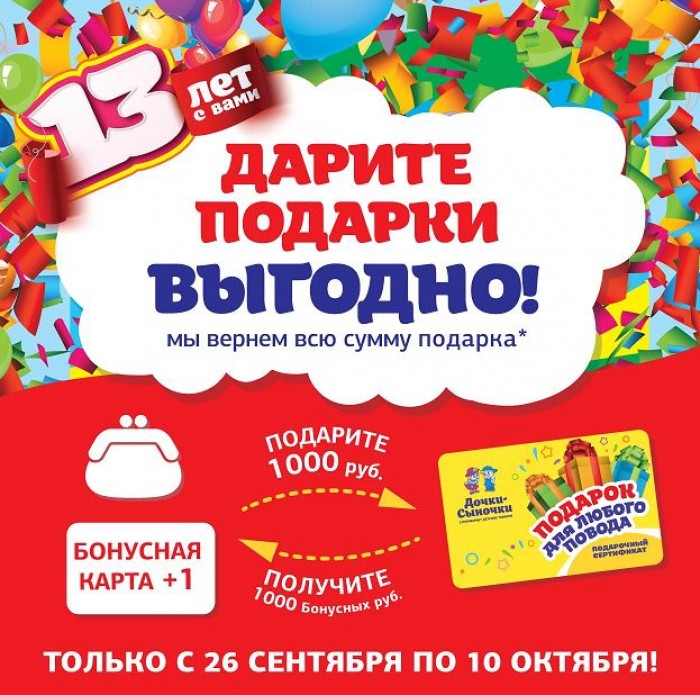 13
ЛЕТ
С ВАМИ
ДАРИТЕ
ПОДАРКИ
ВЫГОДНО!
мы вернем всю сумму подарка*
ПОДАРИТЕ
1000 РУБ.
Дочки-
Сыночки
ПОДАРОК
ДЛЯ ЛЮБОГО
ПОВОДА
ПОДАРОЧНЫЙ
СЕРТИФИКАТ
БОНУСНАЯ
КАРТА +1
ПОЛУЧИТЕ
1000 Бонусных руб.
ТОЛЬКО С 26 СЕНТЯБРЯ ПО 10 ОКТЯБРЯ!